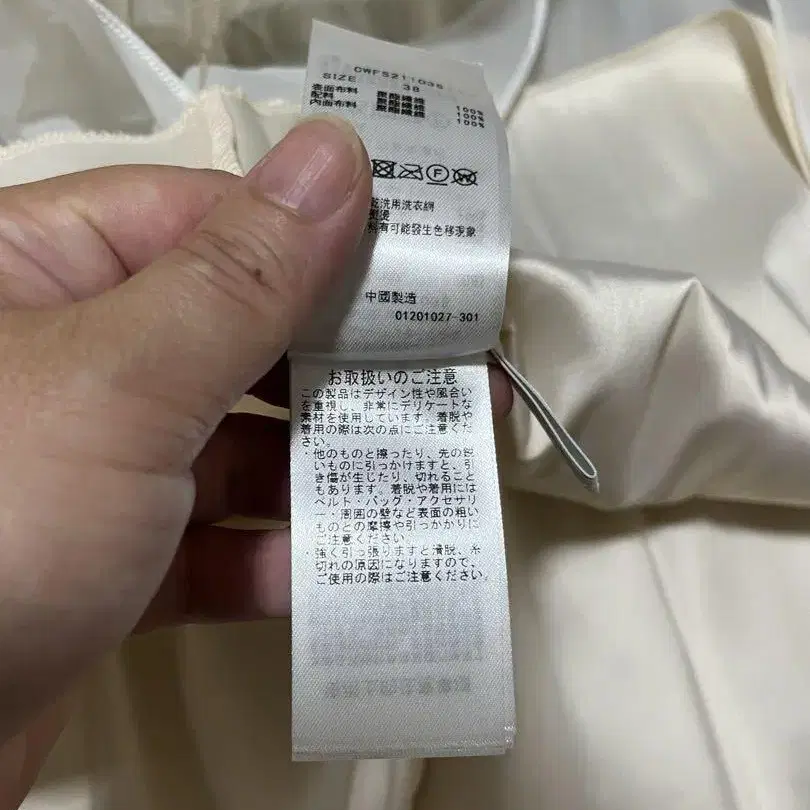 CWFS211035
SIZE 38
表面布料 聚酯纖維 100%
配料 聚酯纖維 100%
內面布料 聚酯纖維 100%
乾洗用洗衣網
熨燙
料有可能發生色移現象
中國製造
01201027-301
お取扱いのご注意
この製品はデザイン性や風合い
を重視し、非常にデリケートな
素材を使用しています。着脱や
着用の際は次の点にご注意くだ
さい。
・他のものと擦ったり、先の鋭
いものに引っかけますと、引
き傷が生じたり、切れること
もあります。着脱や着用には
ベルト・バッグ・アクセサリ
ー・周囲の壁など表面の粗い
ものとの摩擦や引っかかりに
ご注意ください。
・強く引っ張りますと滑脱、糸
切れの原因になりますので、
ご使用の際はご注意ください。